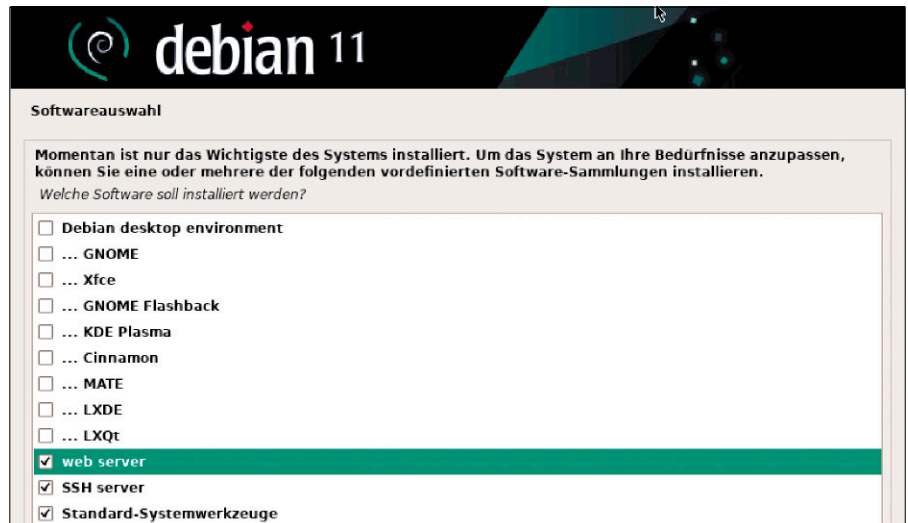 debian 11
Softwareauswahl
Momentan ist nur das Wichtigste des Systems installiert. Um das System an Ihre Bedürfnisse anzupassen,
können Sie eine oder mehrere der folgenden vordefinierten Software-Sammlungen installieren.
Welche Software soll installiert werden?
Debian desktop environment
... GNOME
... Xfce
... GNOME Flashback
... KDE Plasma
... Cinnamon
... MATE
... LXDE
... LXQt
web server
SSH server
Standard-Systemwerkzeuge